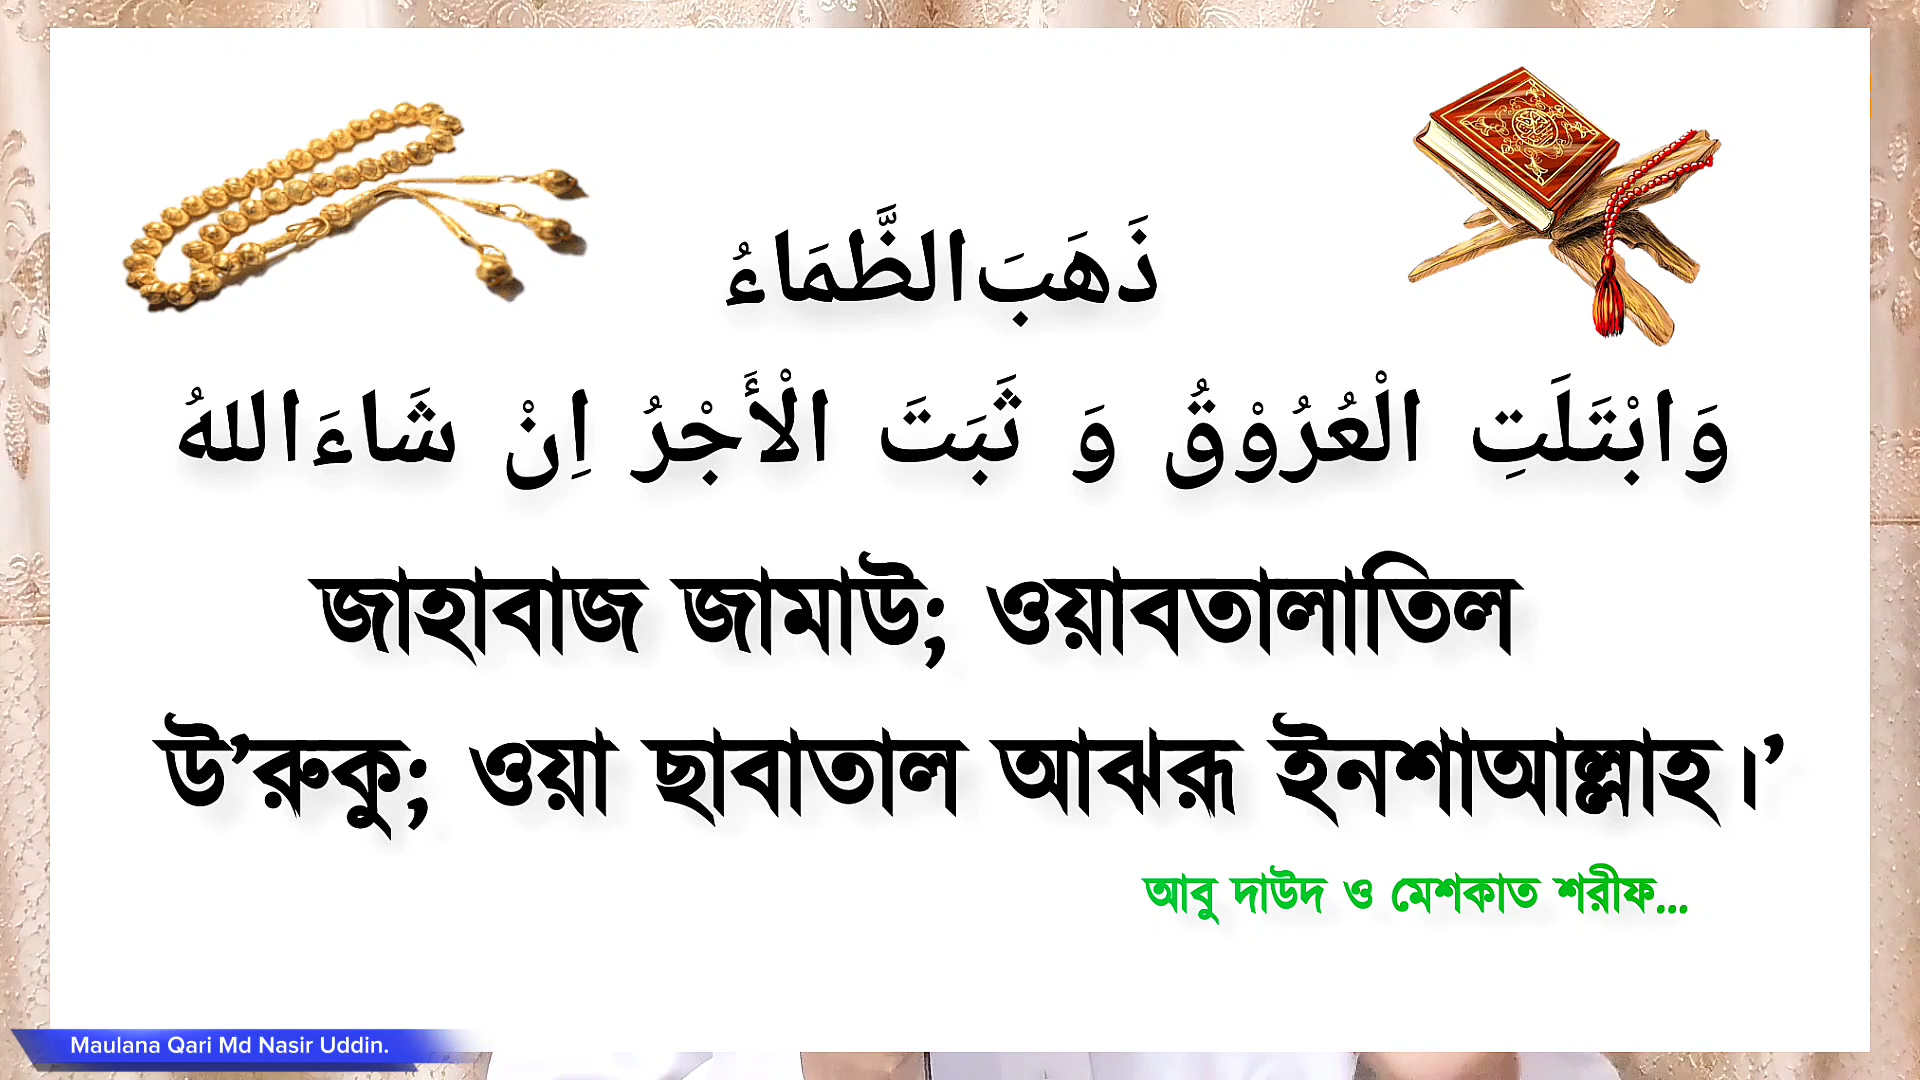 ذَهَبَ الظَّمَاءُ
وَابْتَلَتِ الْعُرُوْقُ وَ ثَبَتَ الْأَجْرُ اِنْ شَاءَ اللهُ
জাহাবাজ জামাউ; ওয়াবতালাতিল
উ’রুকু; ওয়া ছাবাতাল আঝরূ ইনশাআল্লাহ।’
আবু দাউদ ও মেশকাত শরীফ...
Maulana Qari Md Nasir Uddin.